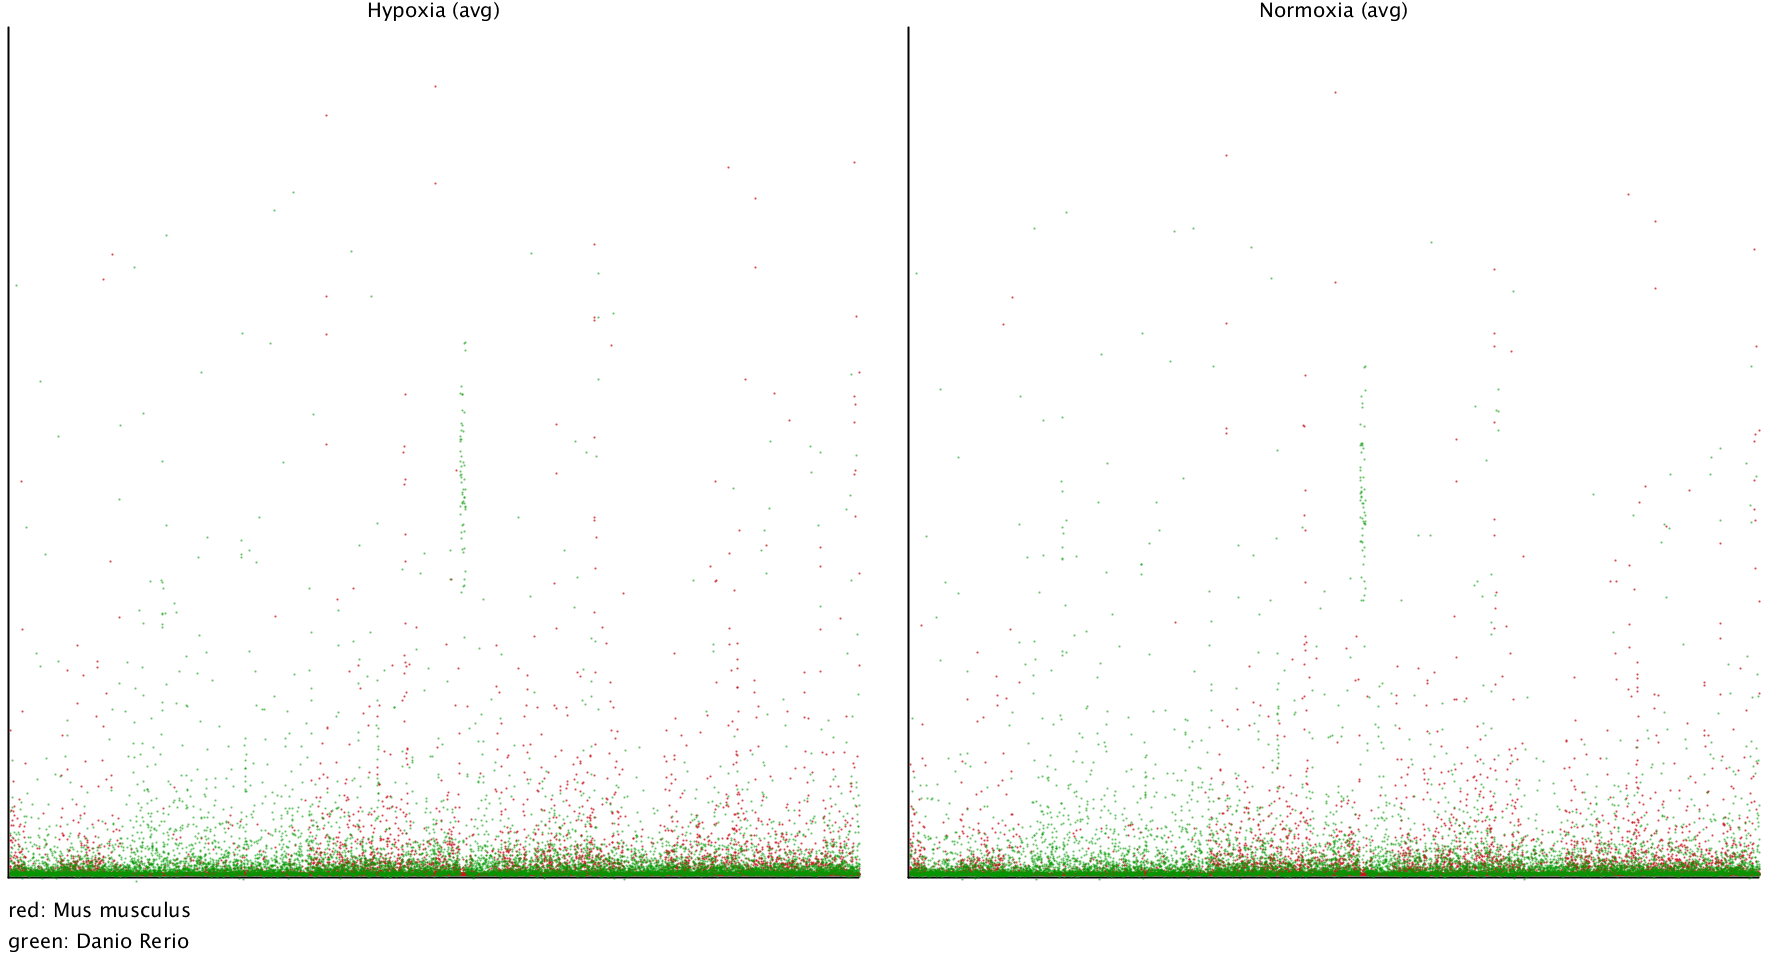 Hypoxia (avg)
Normoxia (avg)
red: Mus musculus
green: Danio Rerio